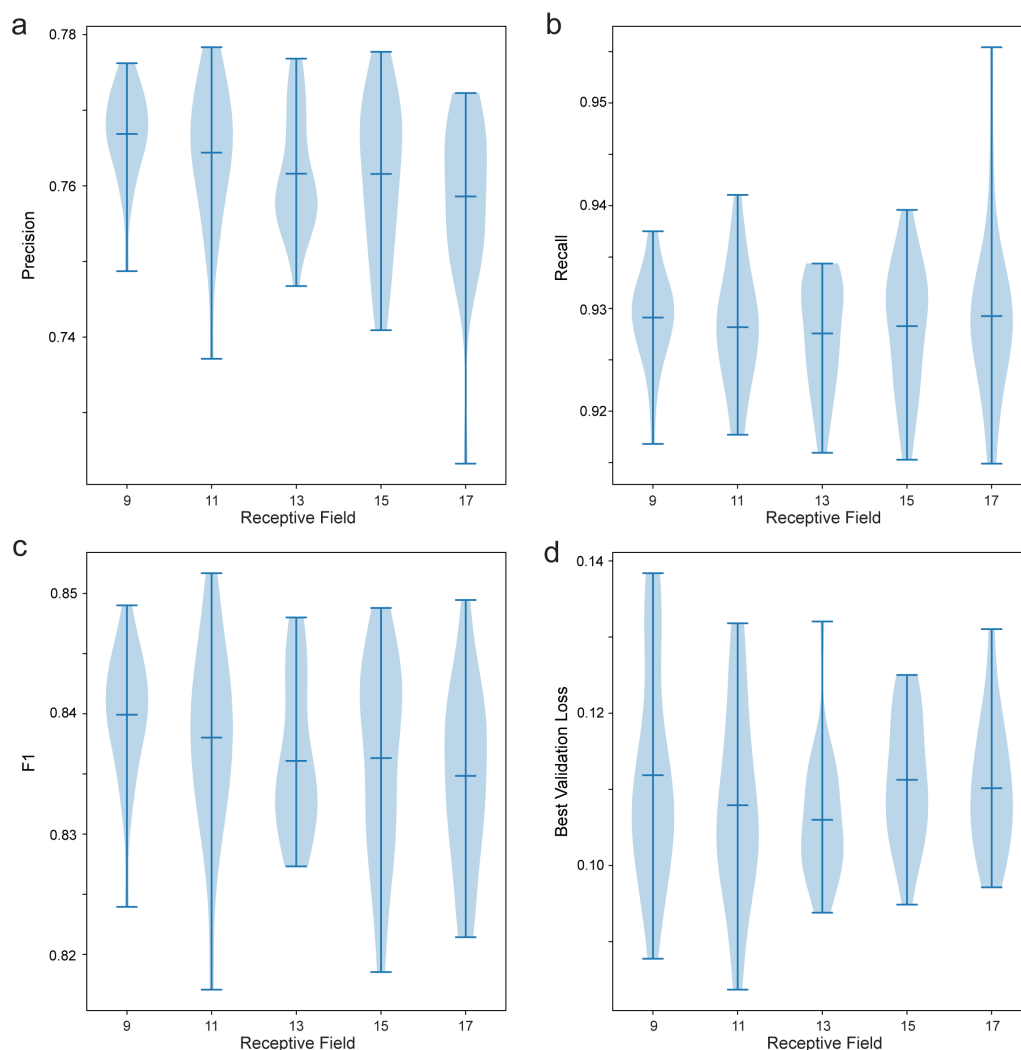 a
0.78
0.76
0.74
Precision
9 11 13 15 17
Receptive Field
b
0.95
0.94
0.93
0.92
Recall
9 11 13 15 17
Receptive Field
c
0.85
0.84
0.83
0.82
F1
9 11 13 15 17
Receptive Field
d
0.14
0.12
0.10
Best Validation Loss
9 11 13 15 17
Receptive Field